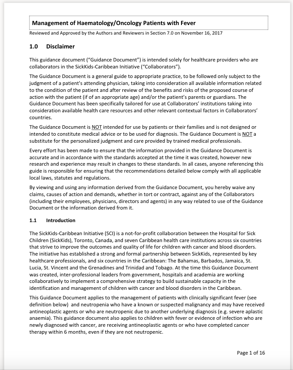 Management of Haematology/Oncology Patients with Fever
Reviewed and Approved by the Authors and Reviewers in Section 7.0 on November 16, 2017
1.0 Disclaimer
This guidance document ("Guidance Document") is intended solely for healthcare providers who are
collaborators in the SickKids-Caribbean Initiative ("Collaborators").
The Guidance Document is a general guide to appropriate practice, to be followed only subject to the
judgment of a patient's attending physician, taking into consideration all available information related
to the condition of the patient and after review of the benefits and risks of the proposed course of
action with the patient (if of an appropriate age) and/or the patient's parents or guardians. The
Guidance Document has been specifically tailored for use at Collaborators' institutions taking into
consideration available health care resources and other relevant contextual factors in Collaborators'
countries.
The Guidance Document is NOT intended for use by patients or their families and is not designed or
intended to constitute medical advice or to be used for diagnosis. The Guidance Document is NOT a
substitute for the personalized judgment and care provided by trained medical professionals.
Every effort has been made to ensure that the information provided in the Guidance Document is
accurate and in accordance with the standards accepted at the time it was created, however new
research and experience may result in changes to these standards. In all cases, anyone referencing this
guide is responsible for ensuring that the recommendations detailed below comply with all applicable
local laws, statutes and regulations.
By viewing and using any information derived from the Guidance Document, you hereby waive any
claims, causes of action and demands, whether in tort or contract, against any of the Collaborators
(including their employees, physicians, directors and agents) in any way related to use of the Guidance
Document or the information derived from it.
1.1 Introduction
The SickKids-Caribbean Initiative (SCI) is a not-for-profit collaboration between the Hospital for Sick
Children (SickKids), Toronto, Canada, and seven Caribbean health care institutions across six countries
that strive to improve the outcomes and quality of life for children with cancer and blood disorders.
The initiative has established a strong and formal partnership between SickKids, represented by key
healthcare professionals, and six countries in the Caribbean: The Bahamas, Barbados, Jamaica, St.
Lucia, St. Vincent and the Grenadines and Trinidad and Tobago. At the time this Guidance Document
was created, inter-professional leaders from government, hospitals and academia are working
collaboratively to implement a comprehensive strategy to build sustainable capacity in the
identification and management of children with cancer and blood disorders in the Caribbean.
This Guidance Document applies to the management of patients with clinically significant fever (see
definition below) and neutropenia who have a known or suspected malignancy and may have received
antineoplastic agents or who are neutropenic due to another underlying diagnosis (e.g. severe aplastic
anaemia). This guidance document also applies to children with fever or evidence of infection who are
newly diagnosed with cancer, are receiving antineoplastic agents or who have completed cancer
therapy within 6 months, even if they are not neutropenic.
Page 1 of 16